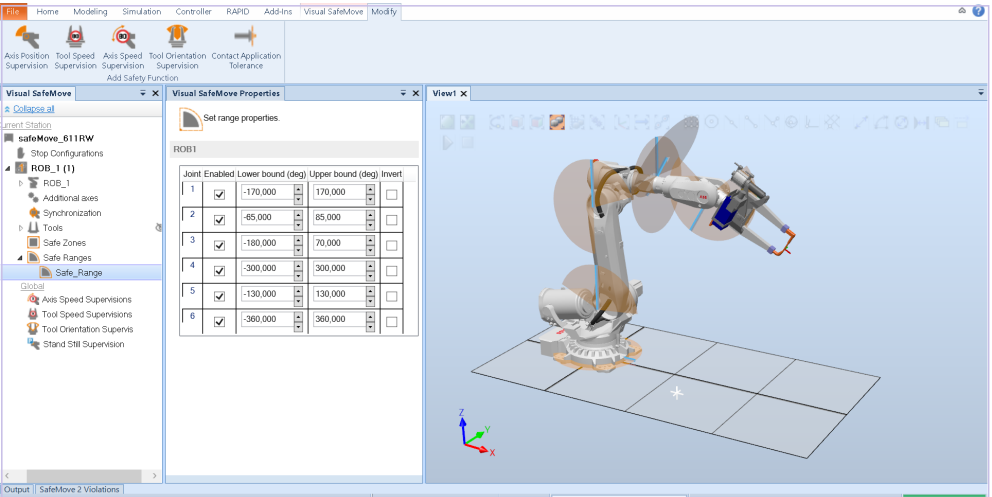 File Home Modeling Simulation Controller RAPID Add-Ins Visual SafeMove Modify
Axis Position Supervision
Tool Speed Supervision
Axis Speed Supervision
Tool Orientation Supervision
Contact Application Tolerance
Add Safety Function
Visual SafeMove
Collapse all
urrent Station
safeMove_611RW
Stop Configurations
ROB_1 (1)
ROB_1
Additional axes
Synchronization
Tools
Safe Zones
Safe Ranges
Safe_Range
Global
Axis Speed Supervisions
Tool Speed Supervisions
Tool Orientation Supervis
Stand Still Supervision
Visual SafeMove Properties
Set range properties.
ROB1
Joint Enabled Lower bound (deg) Upper bound (deg) Invert
1 -170,000 170,000
2 -65,000 85,000
3 -180,000 70,000
4 -300,000 300,000
5 -130,000 130,000
6 -360,000 360,000
View1
Z
Y
X
Output SafeMove 2 Violations